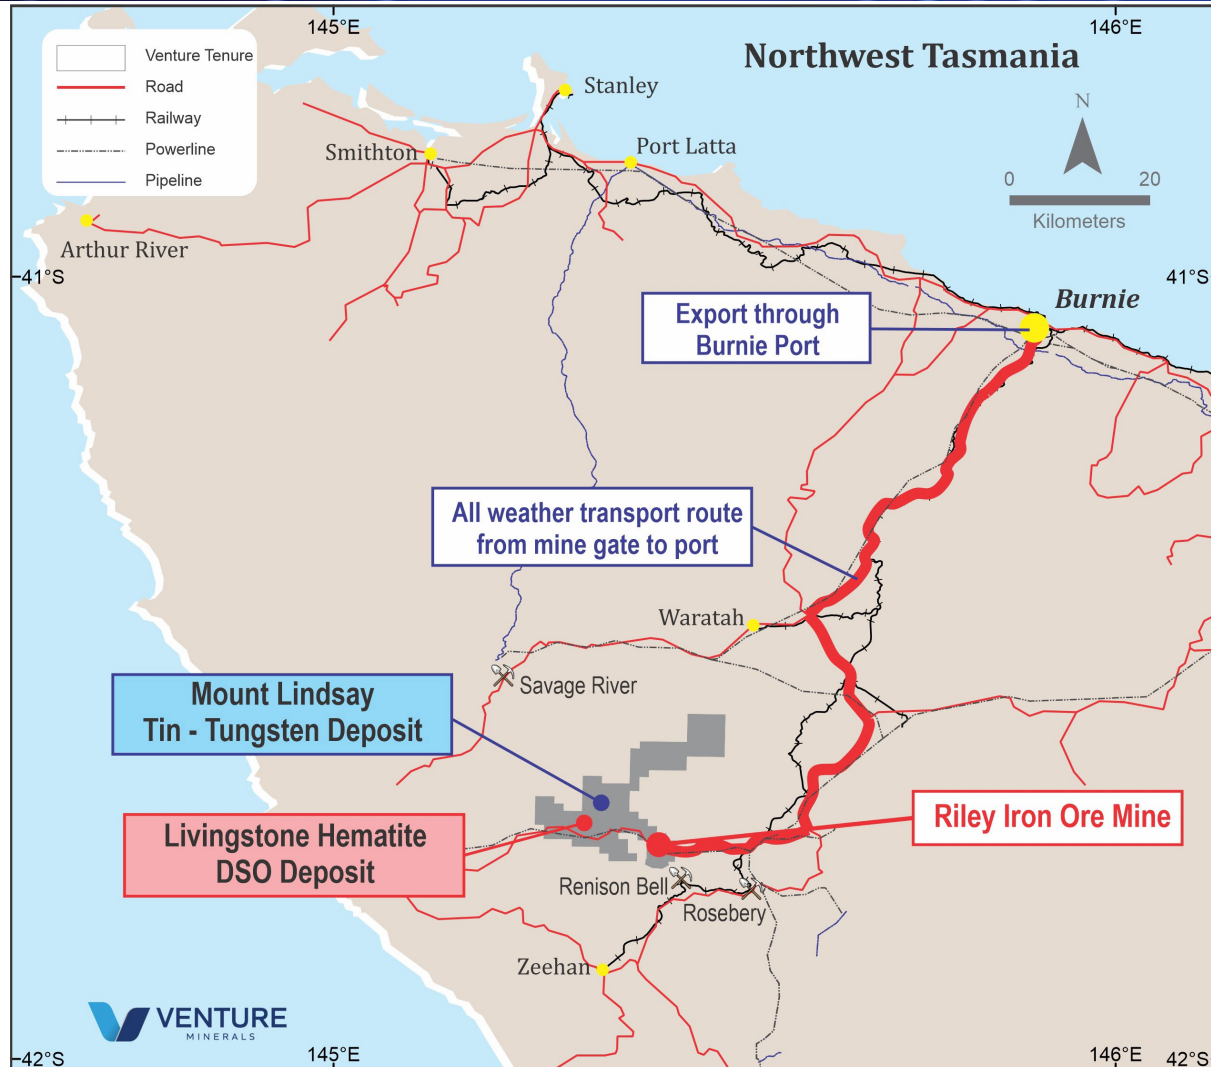 145°E
146°E
Northwest Tasmania
Venture Tenure
Road
Railway
Powerline
Pipeline
N
0
20
Kilometers
Stanley
Smithton
Port Latta
Arthur River
41°S
41°S
Burnie
Export through
Burnie Port
All weather transport route
from mine gate to port
Waratah
Savage River
Mount Lindsay
Tin - Tungsten Deposit
Livingstone Hematite
DSO Deposit
Riley Iron Ore Mine
Renison Bell
Rosebery
Zeehan
VENTURE
MINERALS
42°S
145°E
146°E
42°S